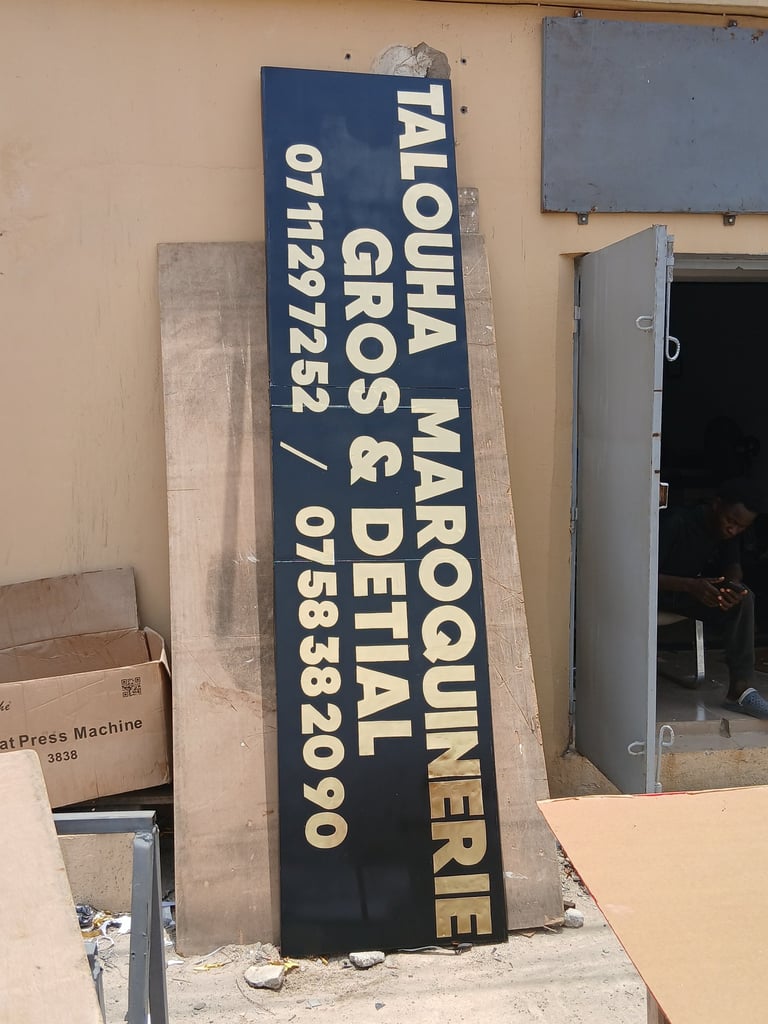 TALOUHA MAROQUINERIE
GROS & DETIAL
0711297252 / 0758382090
at Press Machine
3838